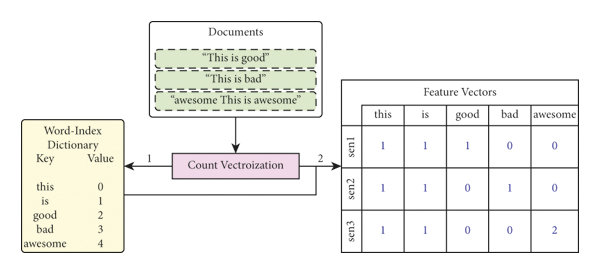 Documents
“This is good”
“This is bad”
“awesome This is awesome”
Word-Index
Dictionary
Key Value
this 0
is 1
good 2
bad 3
awesome 4
1
Count Vectroization
2
Feature Vectors
this is good bad awesome
sen1 1 1 1 0 0
sen2 1 1 0 1 0
sen3 1 1 0 0 2